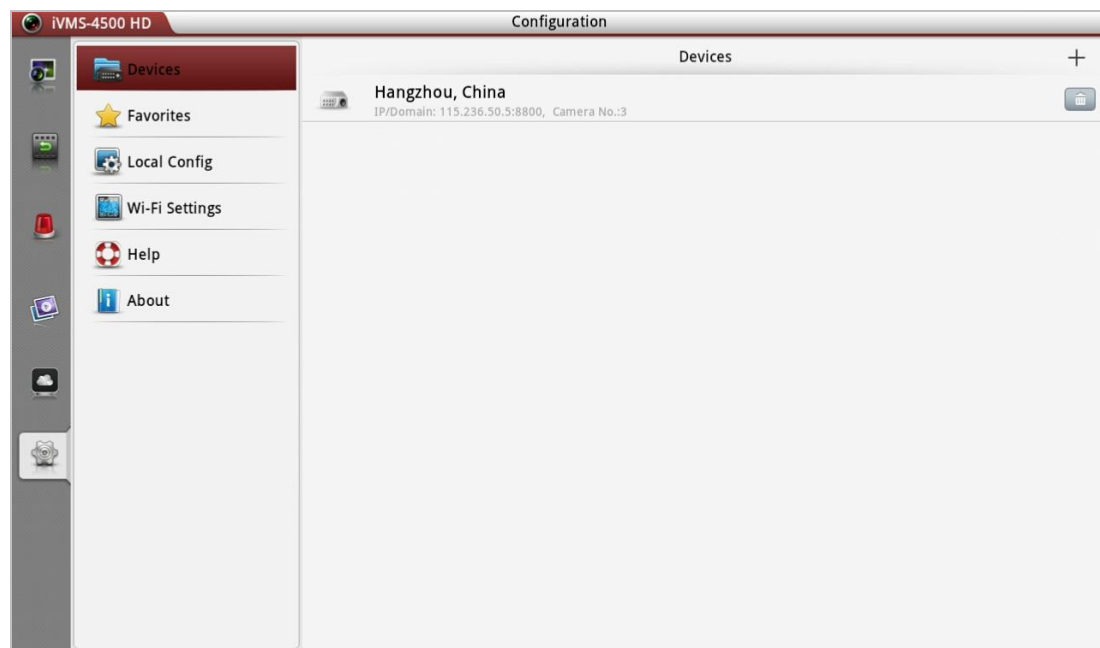 iVMS-4500 HD
Configuration
Devices
Favorites
Local Config
Wi-Fi Settings
Help
About
Devices
Hangzhou, China
IP/Domain: 115.236.50.5:8800, Camera No.:3